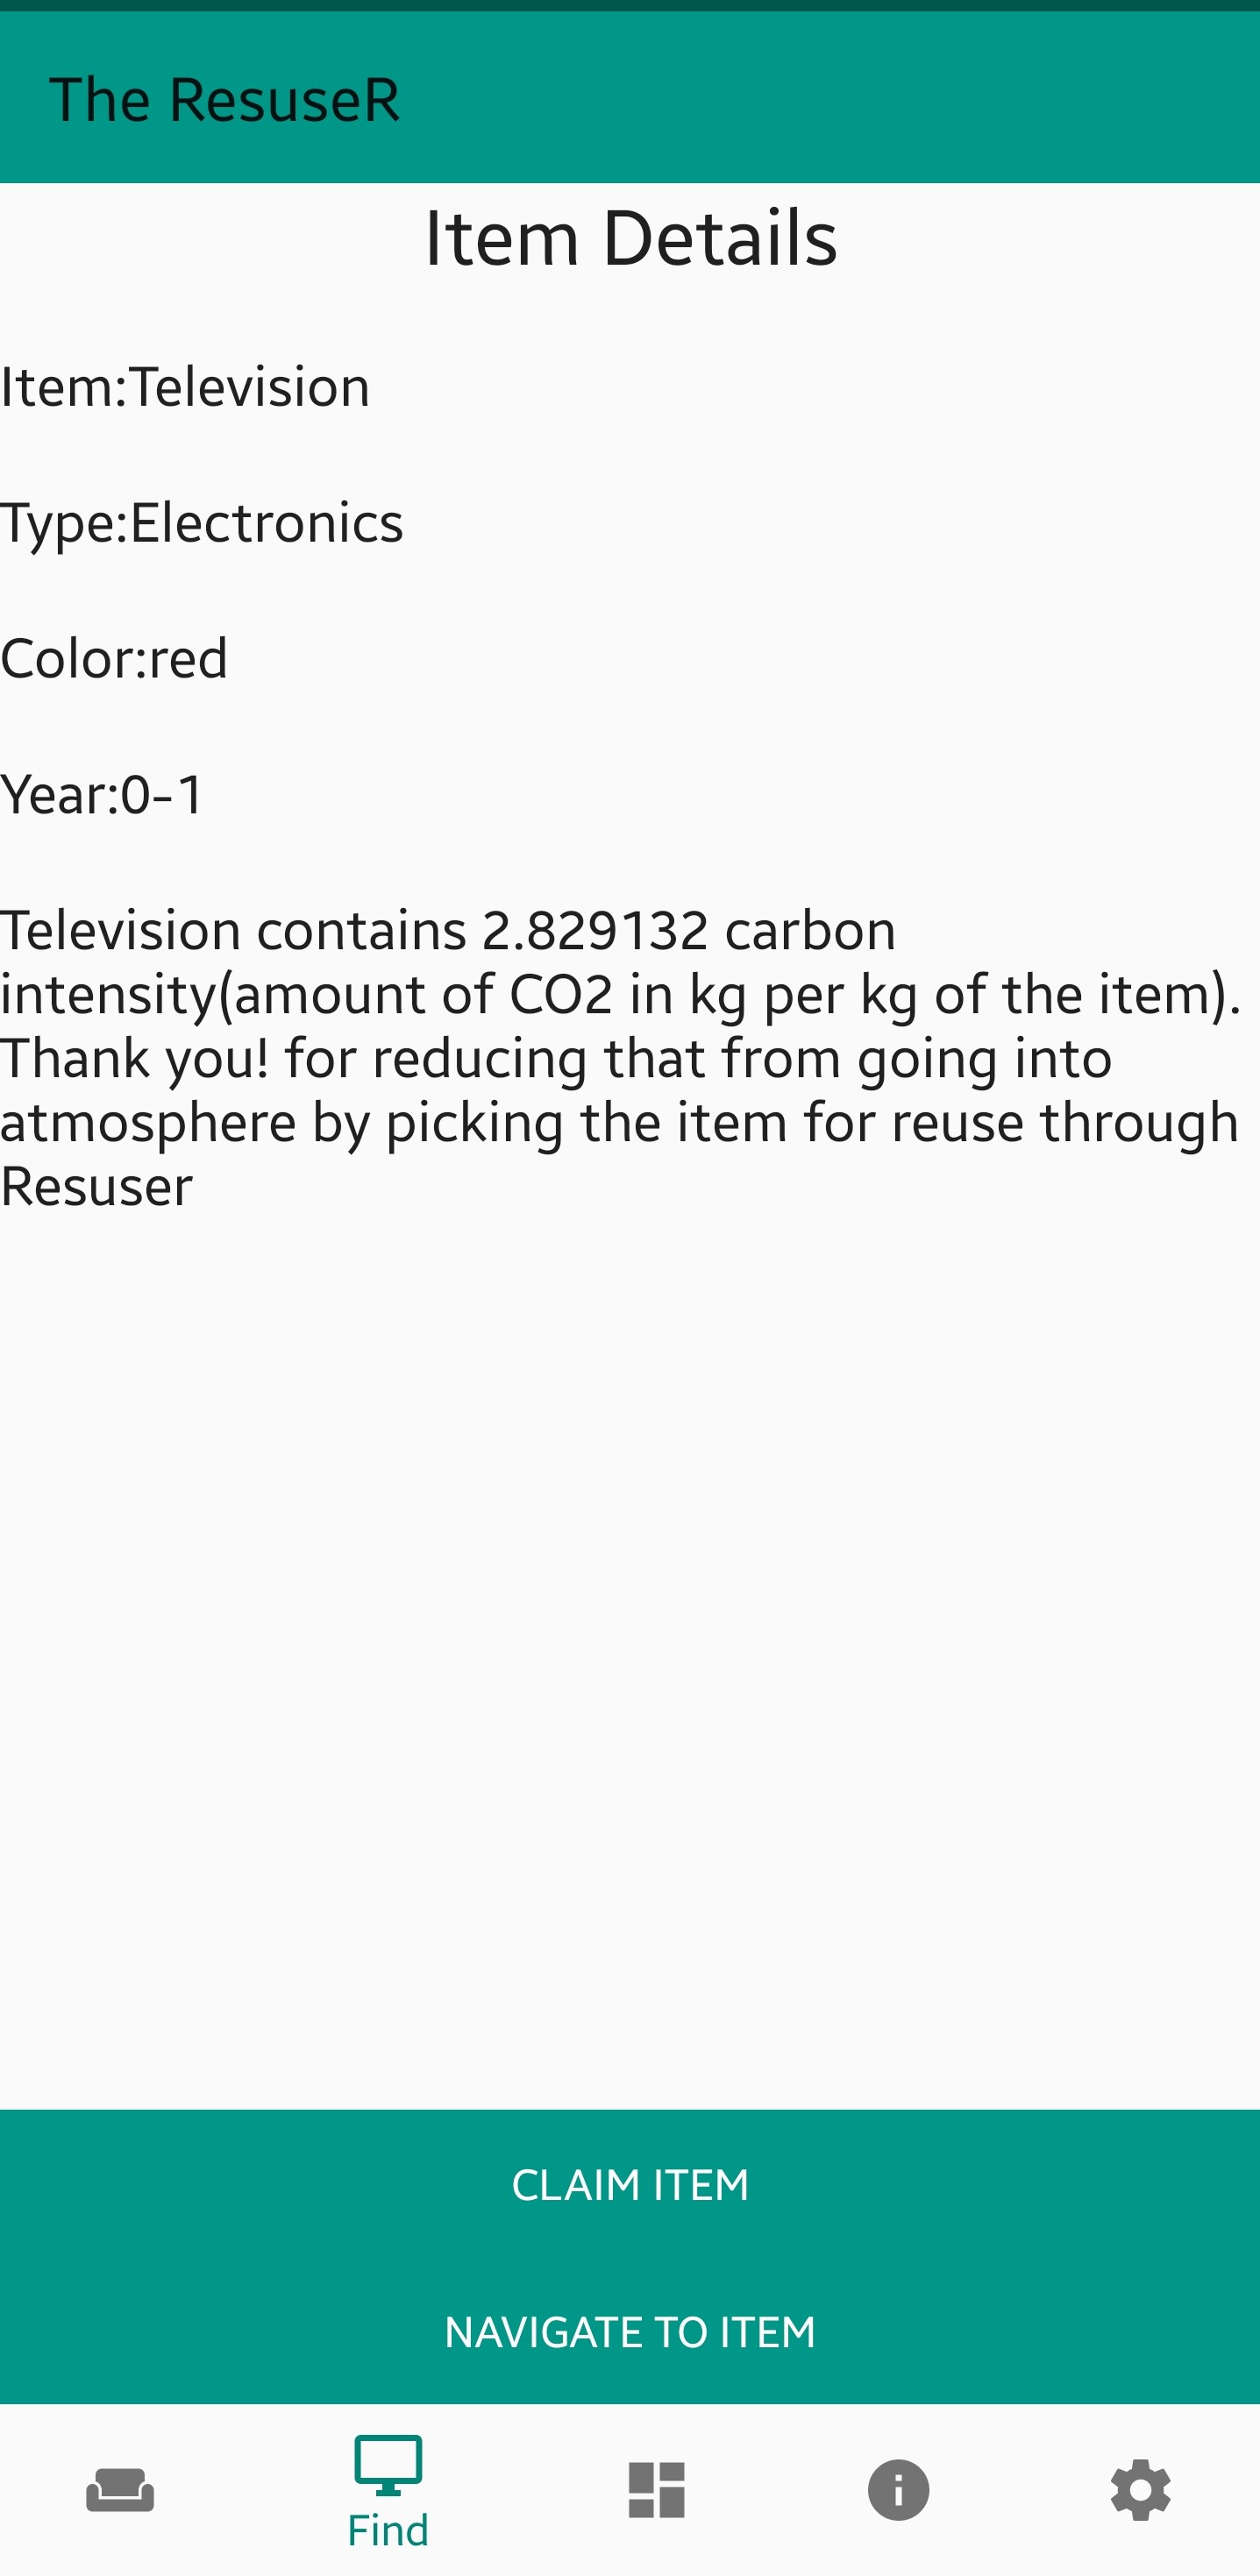 The ResuseR
Item Details
Item:Television
Type:Electronics
Color:red
Year:0-1
Television contains 2.829132 carbon
intensity(amount of CO2 in kg per kg of the item).
Thank you! for reducing that from going into
atmosphere by picking the item for reuse through
Resuser
CLAIM ITEM
NAVIGATE TO ITEM
Find